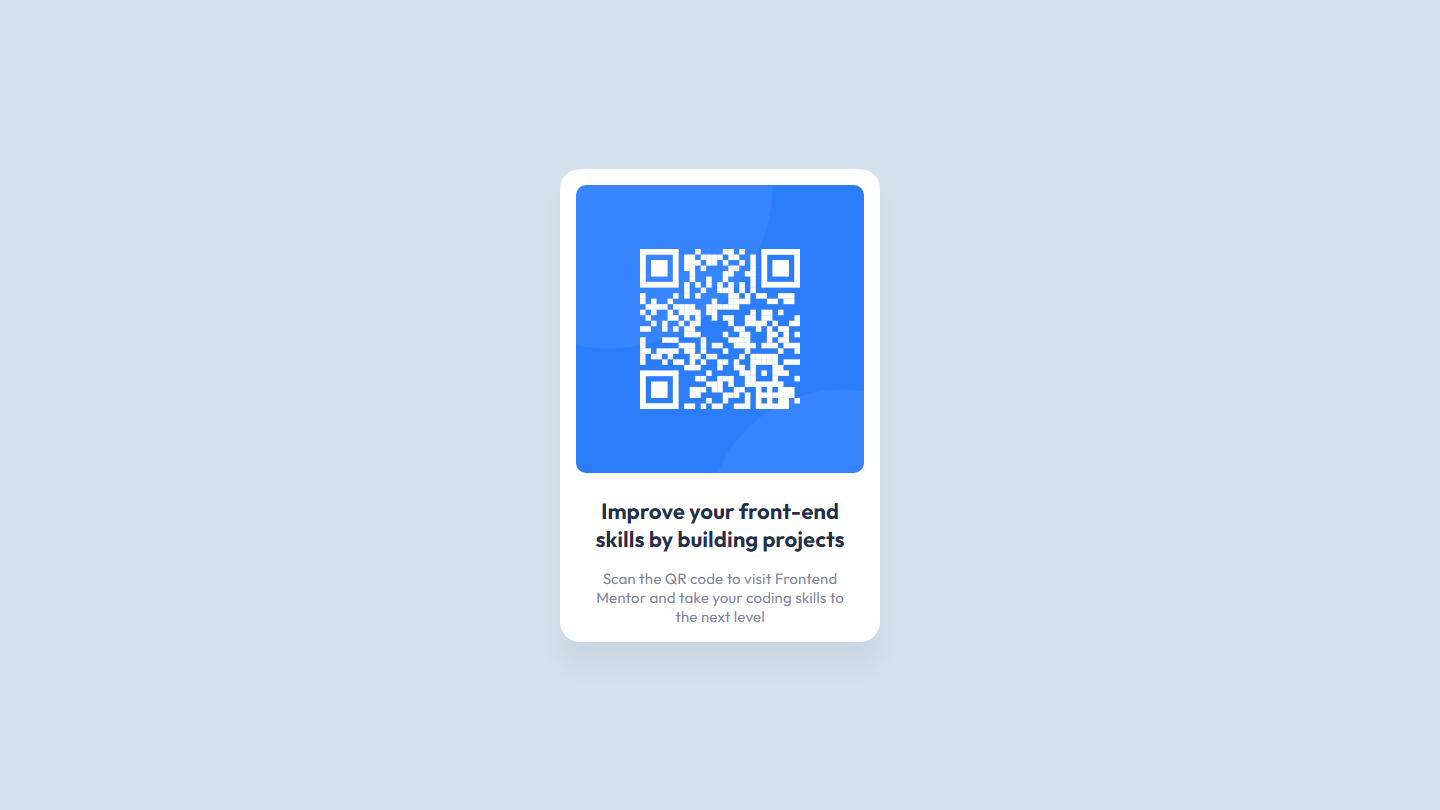 Improve your front-end
skills by building projects
Scan the QR code to visit Frontend
Mentor and take your coding skills to
the next level